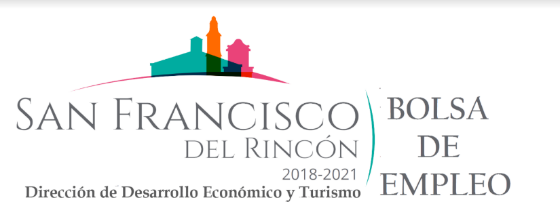 SAN FRANCISCO
DEL RINCÓN
2018-2021
Dirección de Desarrollo Económico y Turismo
BOLSA
DE
EMPLEO